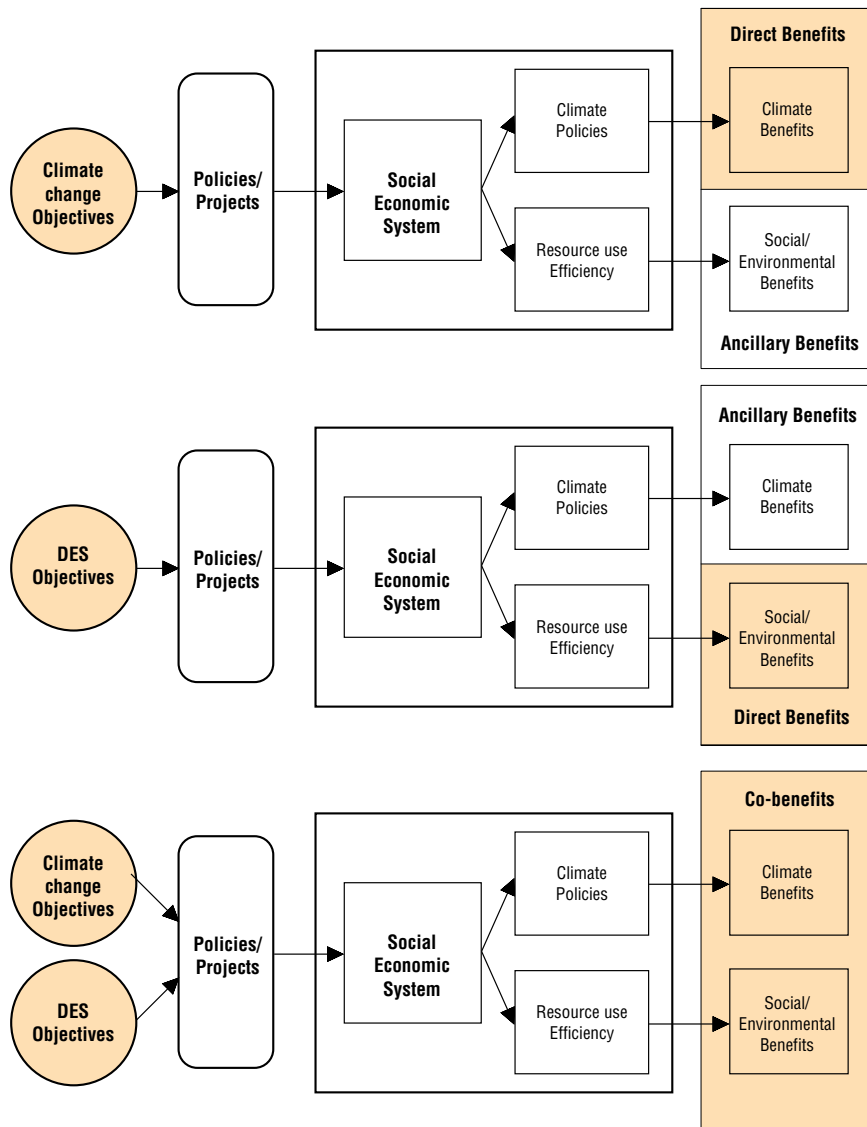 Climate
change
Objectives
Policies/
Projects
Social
Economic
System
Climate
Policies
Resource use
Efficiency
Direct Benefits
Climate
Benefits
Social/
Environmental
Benefits
Ancillary Benefits
DES
Objectives
Policies/
Projects
Social
Economic
System
Climate
Policies
Resource use
Efficiency
Ancillary Benefits
Climate
Benefits
Social/
Environmental
Benefits
Direct Benefits
Climate
change
Objectives
DES
Objectives
Policies/
Projects
Social
Economic
System
Climate
Policies
Resource use
Efficiency
Co-benefits
Climate
Benefits
Social/
Environmental
Benefits